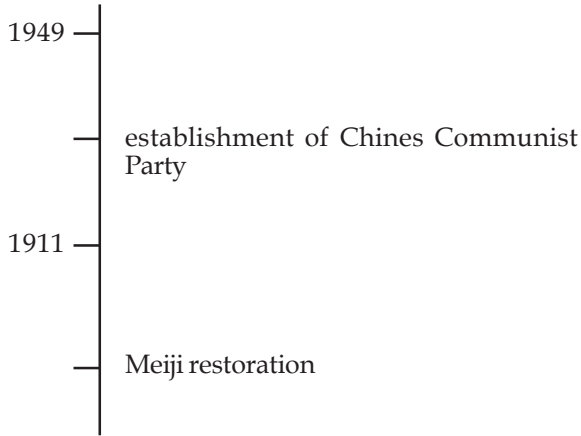 1949
establishment of Chines Communist
Party
1911
Meiji restoration